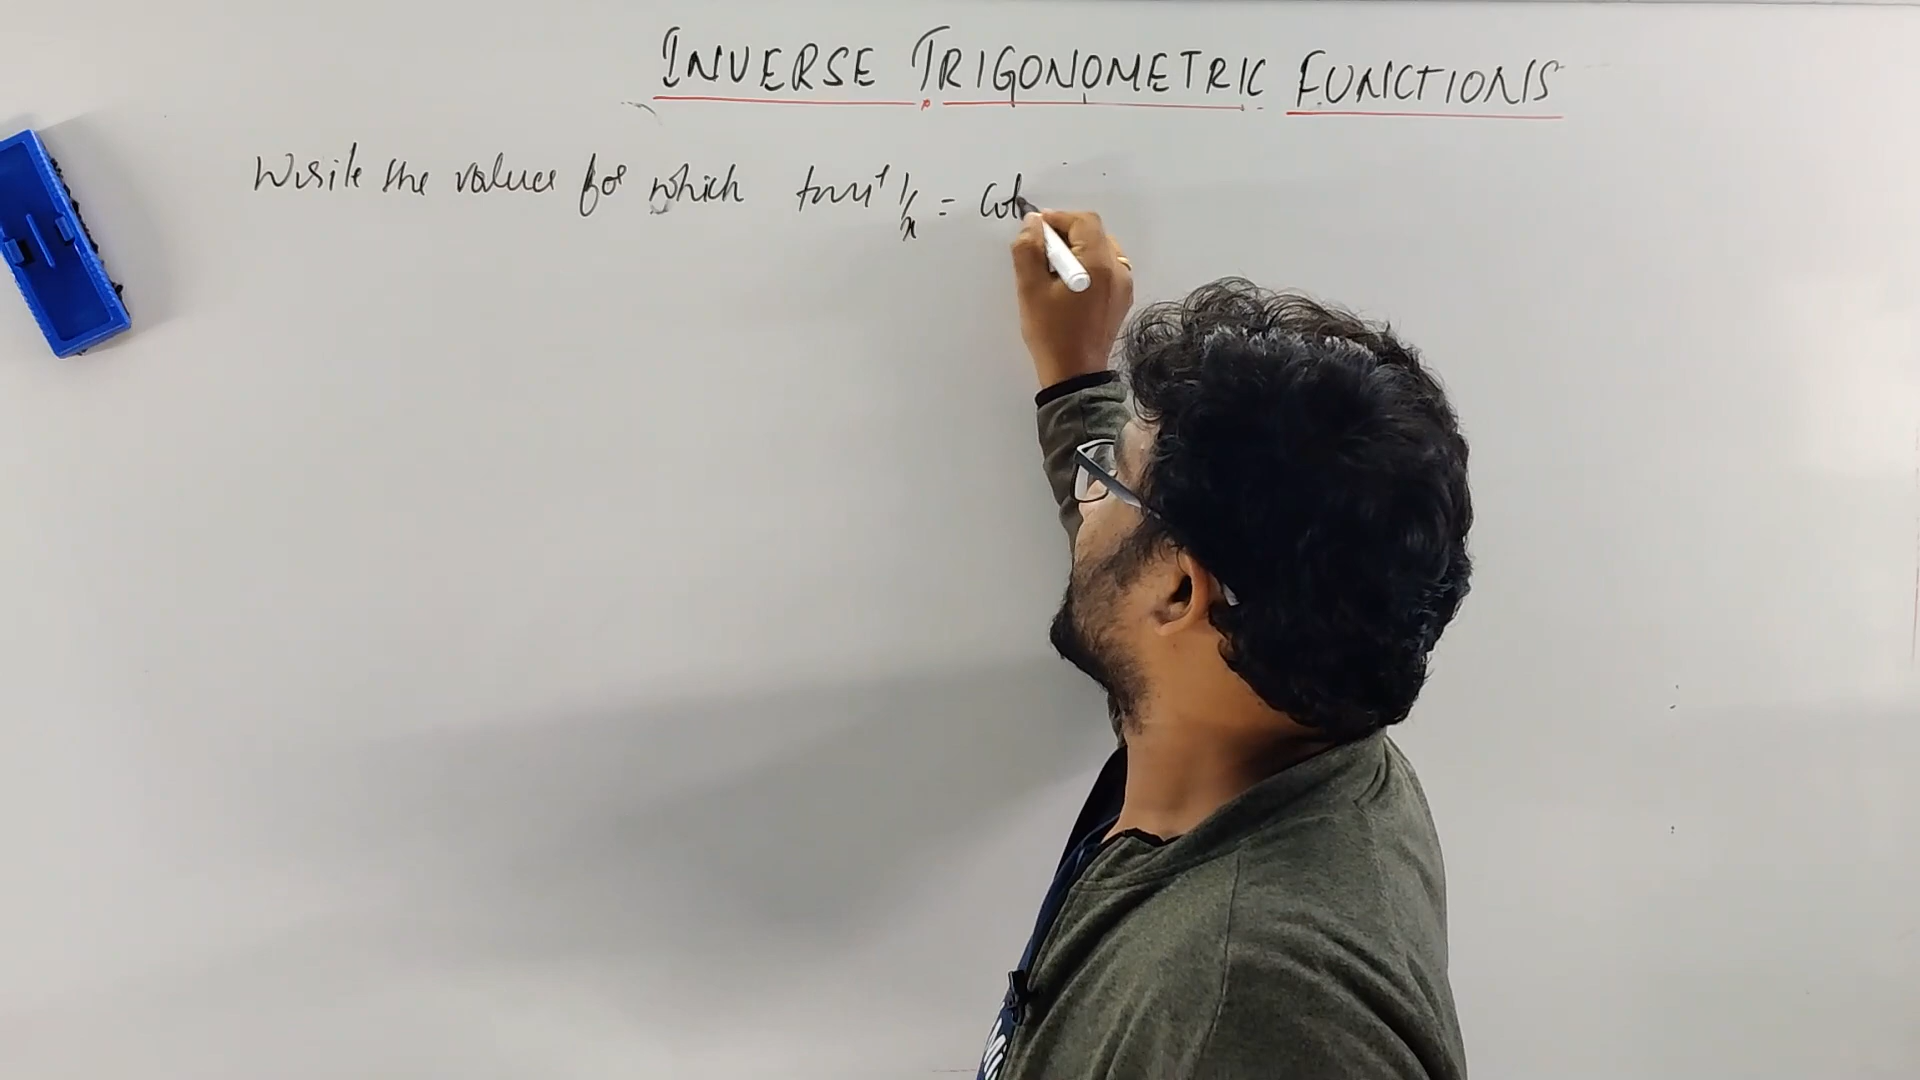 INVERSE TRIGONOMETRIC FUNCTIONS
Write the values for which tan⁻¹ 1/x = cot